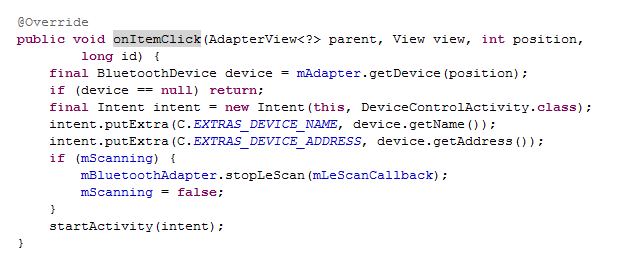 @Override
public void onItemClick(AdapterView<?> parent, View view, int position,
        long id) {
    final BluetoothDevice device = mAdapter.getDevice(position);
    if (device == null) return;
    final Intent intent = new Intent(this, DeviceControlActivity.class);
    intent.putExtra(C.EXTRAS_DEVICE_NAME, device.getName());
    intent.putExtra(C.EXTRAS_DEVICE_ADDRESS, device.getAddress());
    if (mScanning) {
        mBluetoothAdapter.stopLeScan(mLeScanCallback);
        mScanning = false;
    }
    startActivity(intent);
}